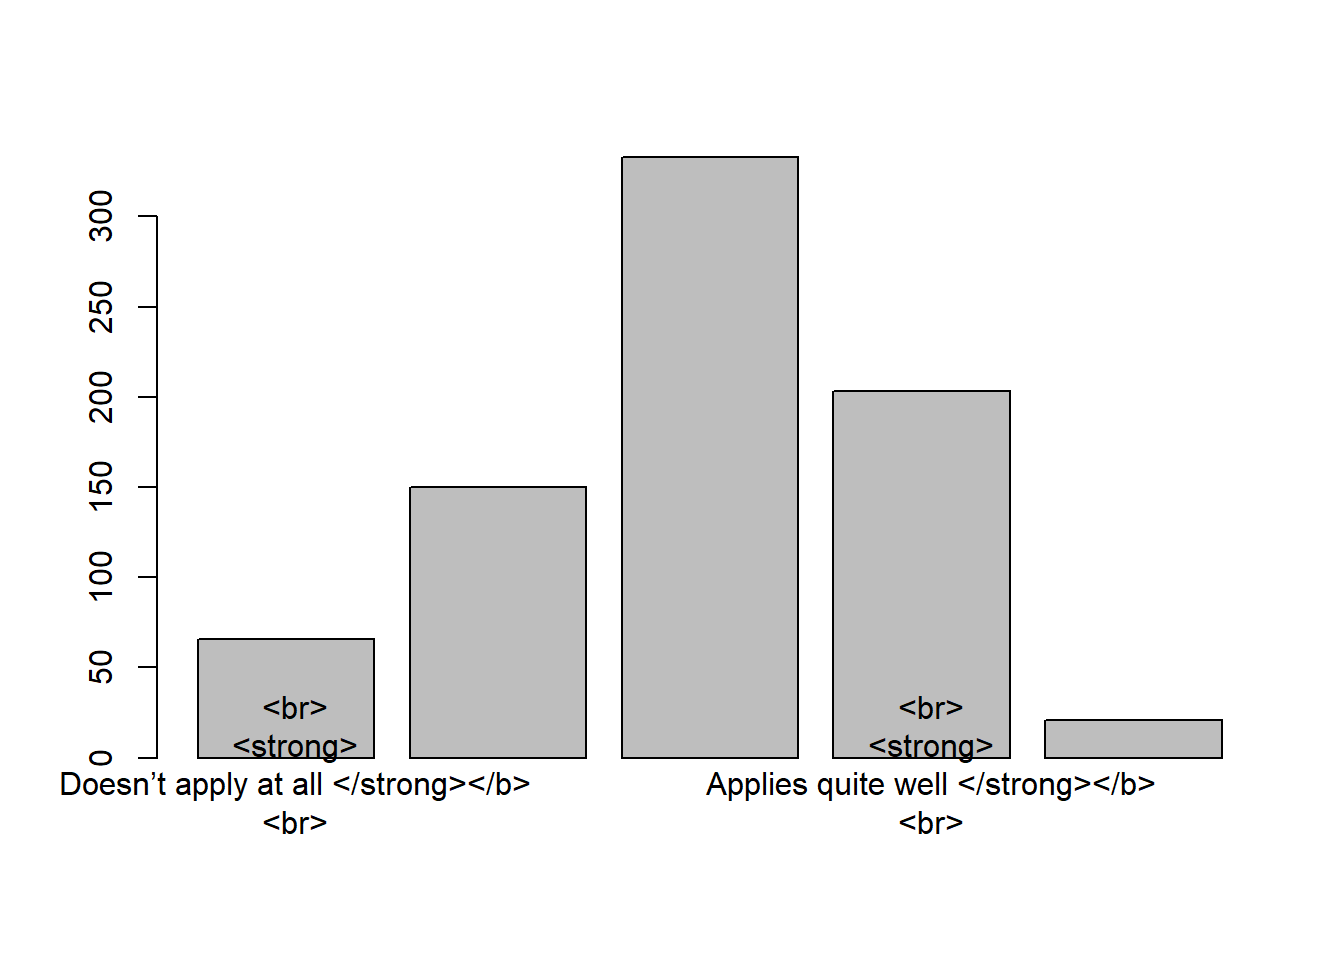 300
250
200
150
100
50
0
<br>
<strong>
Doesn’t apply at all </strong></b>
<br>
<br>
<strong>
Applies quite well </strong></b>
<br>